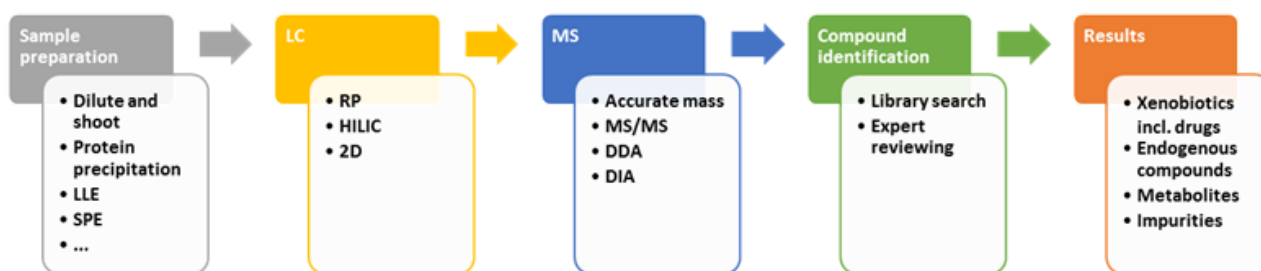 Sample
preparation
• Dilute and
shoot
• Protein
precipitation
• LLE
• SPE
• ...
LC
• RP
• HILIC
• 2D
MS
• Accurate mass
• MS/MS
• DDA
• DIA
Compound
identification
• Library search
• Expert
reviewing
Results
• Xenobiotics
incl. drugs
• Endogenous
compounds
• Metabolites
• Impurities